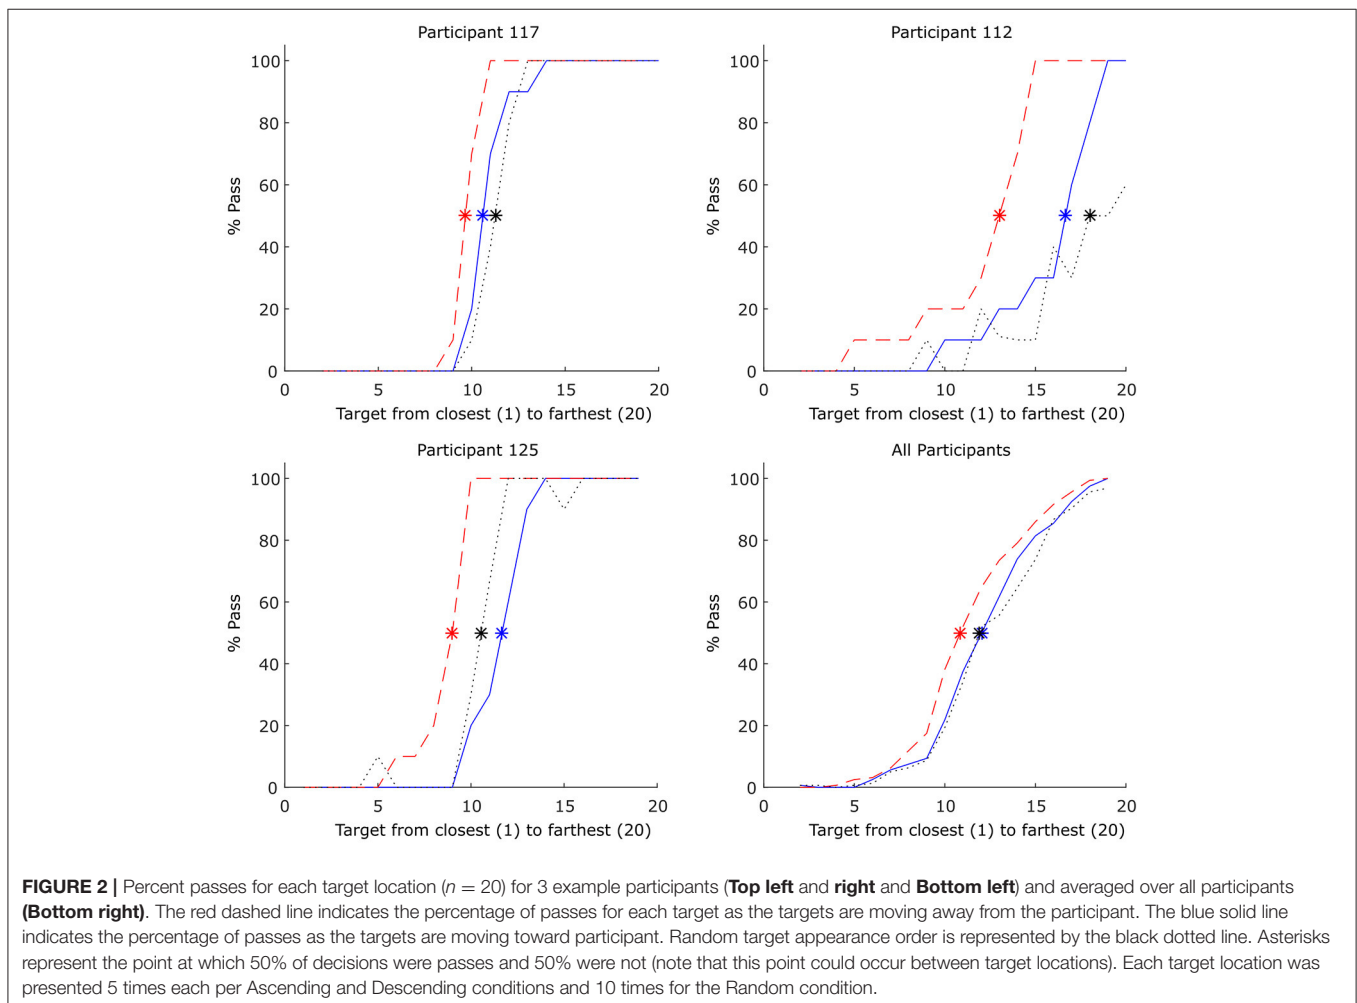 Participant 117
100
80
60
40
20
0
% Pass
0 5 10 15 20
Target from closest (1) to farthest (20)
Participant 112
100
80
60
40
20
0
% Pass
0 5 10 15 20
Target from closest (1) to farthest (20)
Participant 125
100
80
60
40
20
0
% Pass
0 5 10 15 20
Target from closest (1) to farthest (20)
All Participants
100
80
60
40
20
0
% Pass
0 5 10 15 20
Target from closest (1) to farthest (20)
FIGURE 2 | Percent passes for each target location (n = 20) for 3 example participants (Top left and right and Bottom left) and averaged over all participants
(Bottom right). The red dashed line indicates the percentage of passes for each target as the targets are moving away from the participant. The blue solid line
indicates the percentage of passes as the targets are moving toward participant. Random target appearance order is represented by the black dotted line. Asterisks
represent the point at which 50% of decisions were passes and 50% were not (note that this point could occur between target locations). Each target location was
presented 5 times each per Ascending and Descending conditions and 10 times for the Random condition.